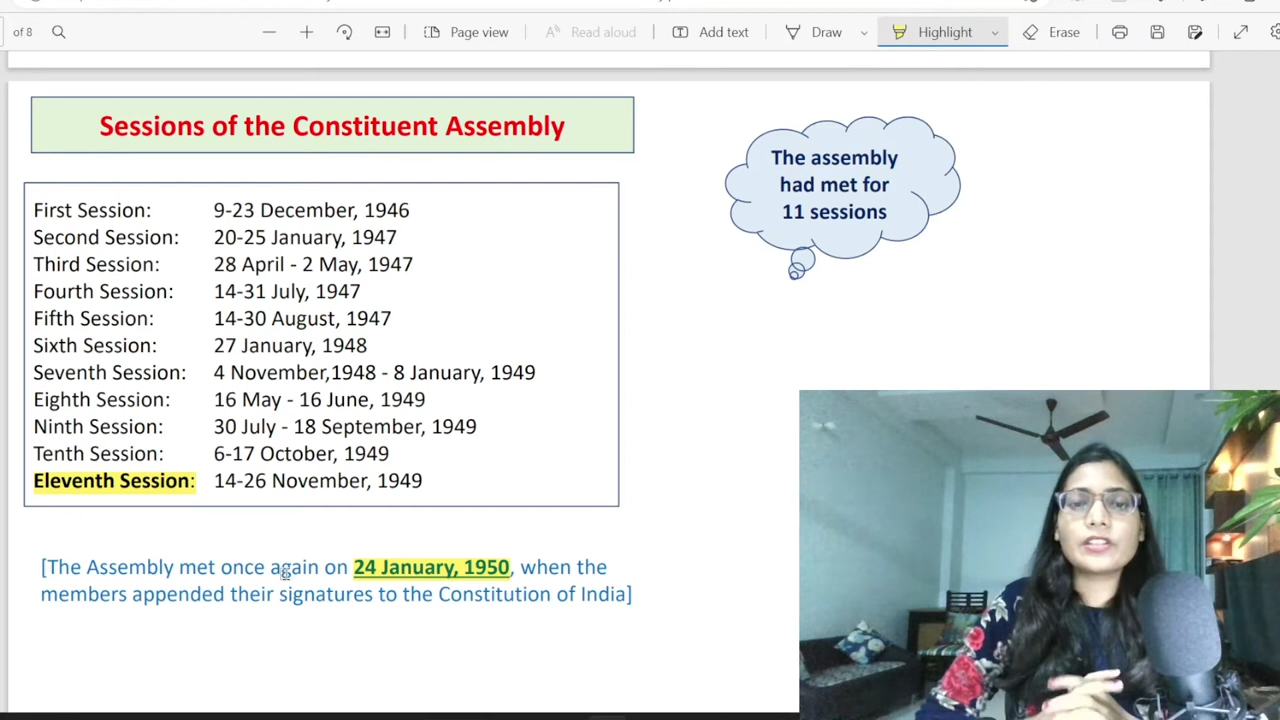 of 8
Page view
Read aloud
Add text
Draw
Highlight
Erase
Sessions of the Constituent Assembly
The assembly
had met for
11 sessions
First Session: 9-23 December, 1946
Second Session: 20-25 January, 1947
Third Session: 28 April - 2 May, 1947
Fourth Session: 14-31 July, 1947
Fifth Session: 14-30 August, 1947
Sixth Session: 27 January, 1948
Seventh Session: 4 November,1948 - 8 January, 1949
Eighth Session: 16 May - 16 June, 1949
Ninth Session: 30 July - 18 September, 1949
Tenth Session: 6-17 October, 1949
Eleventh Session: 14-26 November, 1949
[The Assembly met once again on 24 January, 1950, when the
members appended their signatures to the Constitution of India]